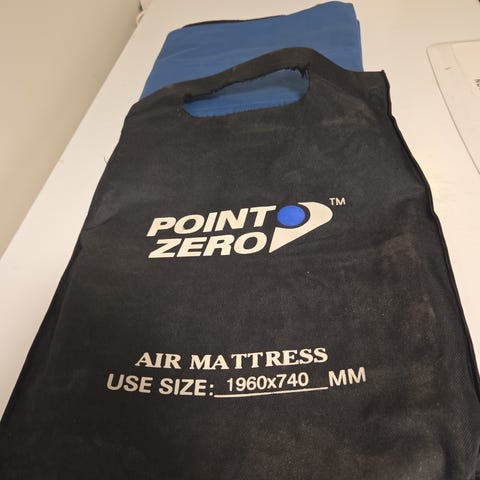 POINT
ZERO
TM
AIR MATTRESS
USE SIZE: 1960x740 MM